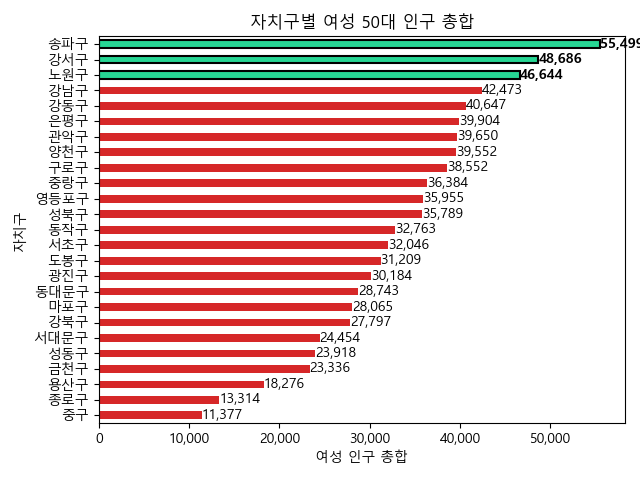 자치구별 여성 50대 인구 총합
송파구 55,499
강서구 48,686
노원구 46,644
강남구 42,473
강동구 40,647
은평구 39,904
관악구 39,650
양천구 39,552
구로구 38,552
중랑구 36,384
영등포구 35,955
성북구 35,789
동작구 32,763
서초구 32,046
도봉구 31,209
광진구 30,184
동대문구 28,743
마포구 28,065
강북구 27,797
서대문구 24,454
성동구 23,918
금천구 23,336
용산구 18,276
종로구 13,314
중구 11,377
자치구
0 10,000 20,000 30,000 40,000 50,000
여성 인구 총합